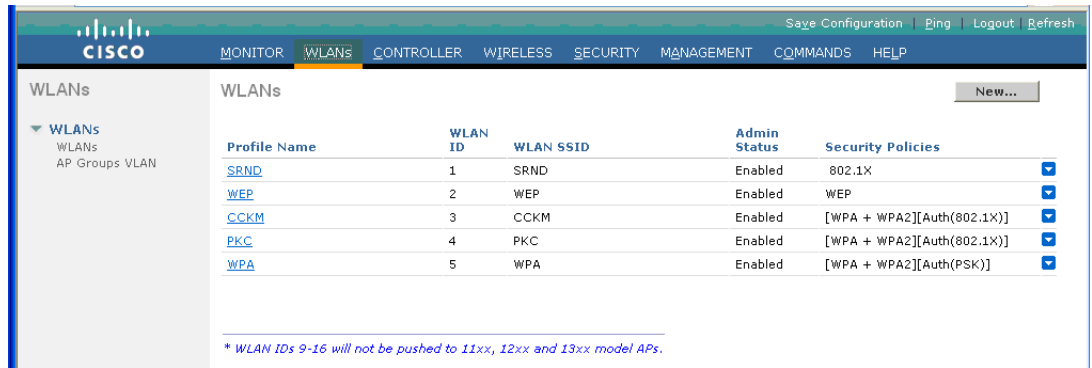 Save Configuration | Ping | Logout | Refresh
CISCO
MONITOR WLANs CONTROLLER WIRELESS SECURITY MANAGEMENT COMMANDS HELP
WLANs
WLANs
WLANs
AP Groups VLAN
WLANs
New...
Profile Name WLAN ID WLAN SSID Admin Status Security Policies
SRND 1 SRND Enabled 802.1X
WEP 2 WEP Enabled WEP
CCKM 3 CCKM Enabled [WPA + WPA2][Auth(802.1X)]
PKC 4 PKC Enabled [WPA + WPA2][Auth(802.1X)]
WPA 5 WPA Enabled [WPA + WPA2][Auth(PSK)]
* WLAN IDs 9-16 will not be pushed to 11xx, 12xx and 13xx model APs.